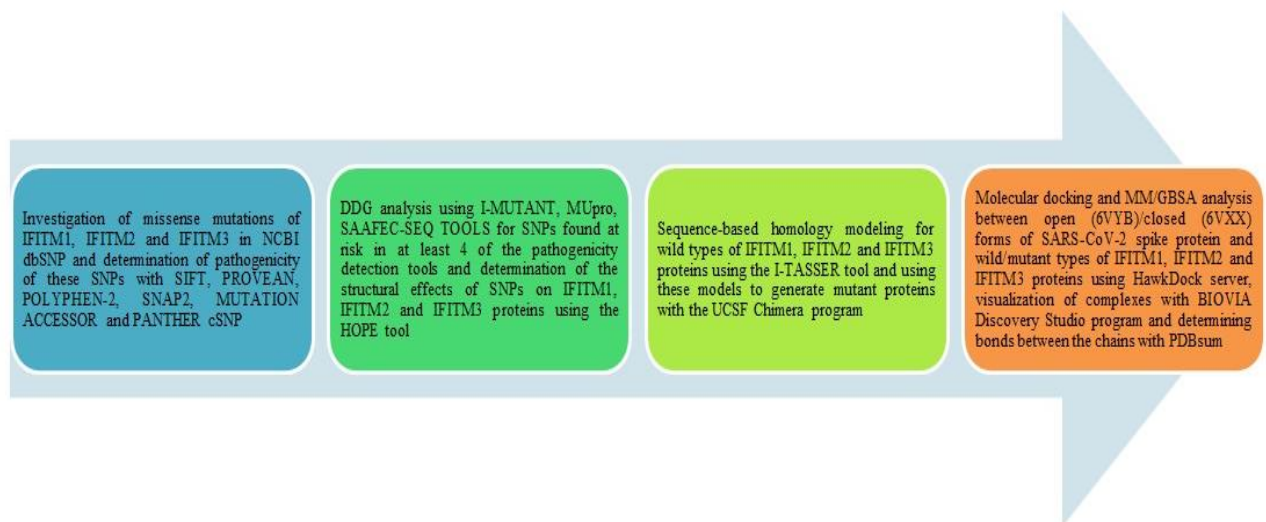 Investigation of missense mutations of
IFITM1, IFITM2 and IFITM3 in NCBI
dbSNP and determination of pathogenicity
of these SNPs with SIFT, PROVEAN,
POLYPHEN-2, SNAP2, MUTATION
ACCESSOR and PANTHER cSNP
DDG analysis using I-MUTANT, MUpro,
SAAFEC-SEQ TOOLS for SNPs found at
risk in at least 4 of the pathogenicity
detection tools and determination of the
structural effects of SNPs on IFITM1,
IFITM2 and IFITM3 proteins using the
HOPE tool
Sequence-based homology modeling for
wild types of IFITM1, IFITM2 and IFITM3
proteins using the I-TASSER tool and using
these models to generate mutant proteins
with the UCSF Chimera program
Molecular docking and MM/GBSA analysis
between open (6VYB)/closed (6VXX)
forms of SARS-CoV-2 spike protein and
wild/mutant types of IFITM1, IFITM2 and
IFITM3 proteins using HawkDock server,
visualization of complexes with BIOVIA
Discovery Studio program and determining
bonds between the chains with PDBsum